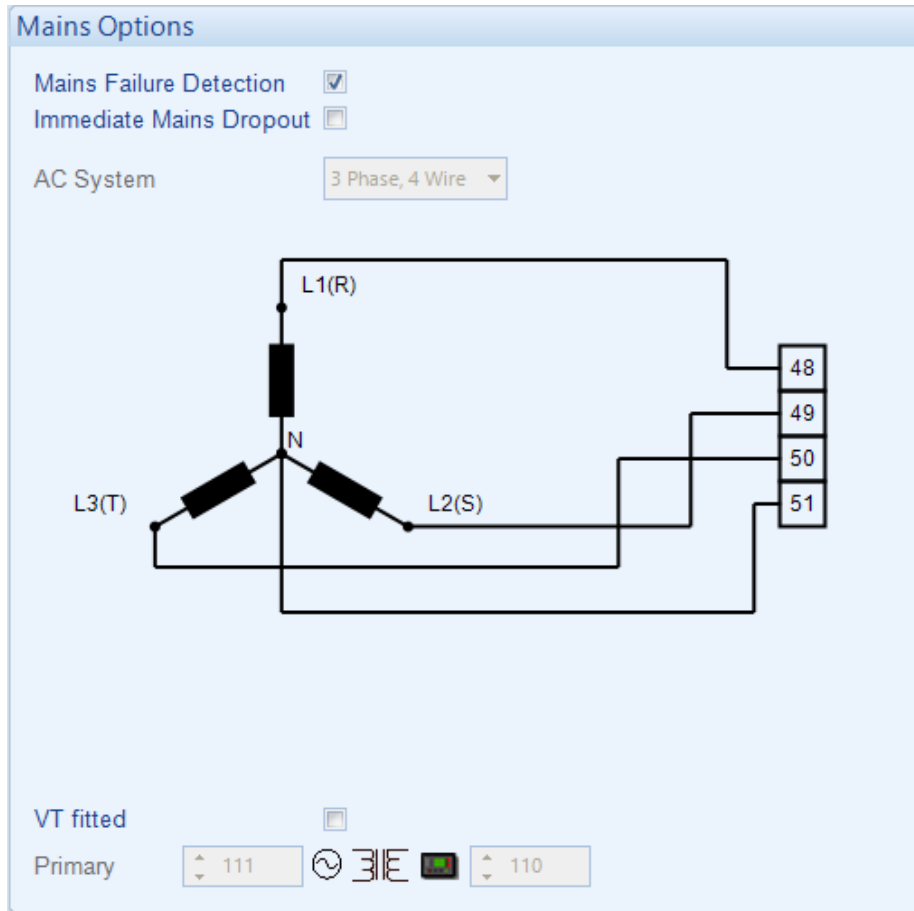 Mains Options
Mains Failure Detection
Immediate Mains Dropout
AC System 3 Phase, 4 Wire
L1(R)
48
49
N
50
L3(T) L2(S) 51
VT fitted
Primary 111 110